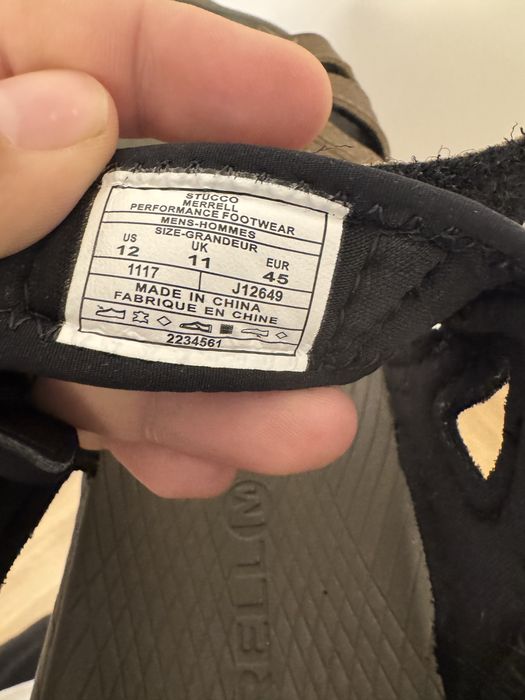 STUCCO
MERRELL
PERFORMANCE FOOTWEAR
MENS-HOMMES
SIZE-GRANDEUR
US UK EUR
12 11 45
1117 J12649
MADE IN CHINA
FABRIQUE EN CHINE
2234561
RELL M